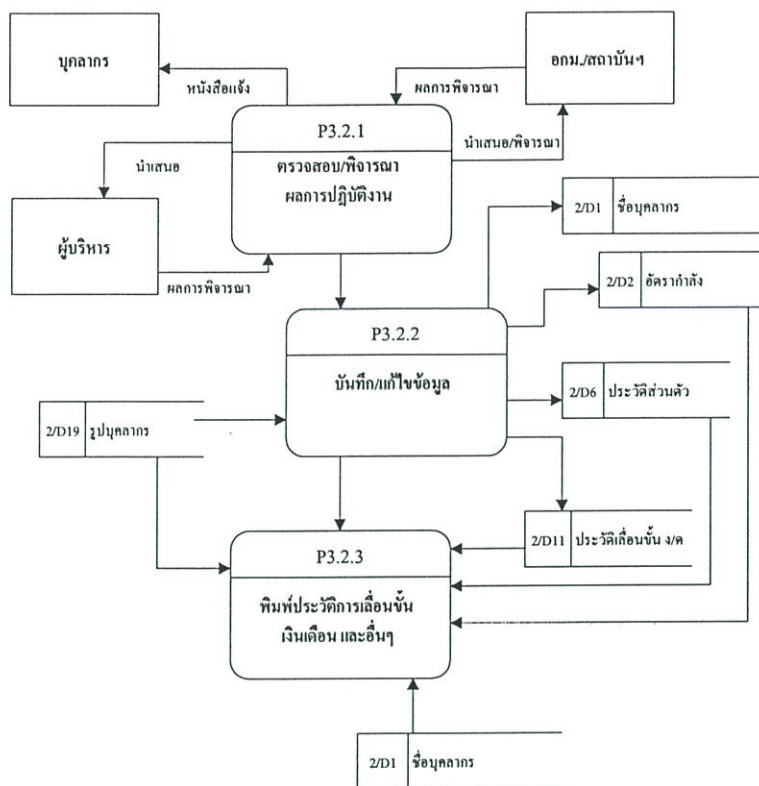 บุคลากร
อกม./สถาบันฯ
หนังสือแจ้ง
ผลการพิจารณา
P3.2.1
ตรวจสอบ/พิจารณา
ผลการปฏิบัติงาน
นำเสนอ/พิจารณา
นำเสนอ
ผู้บริหาร
ผลการพิจารณา
2/D1 ชื่อบุคลากร
2/D2 อัตรากำลัง
P3.2.2
บันทึก/แก้ไขข้อมูล
2/D6 ประวัติส่วนตัว
2/D19 รูปบุคลากร
2/D11 ประวัติเลื่อนขั้น ง/ด
P3.2.3
พิมพ์ประวัติการเลื่อนขั้น
เงินเดือน และอื่นๆ
2/D1 ชื่อบุคลากร